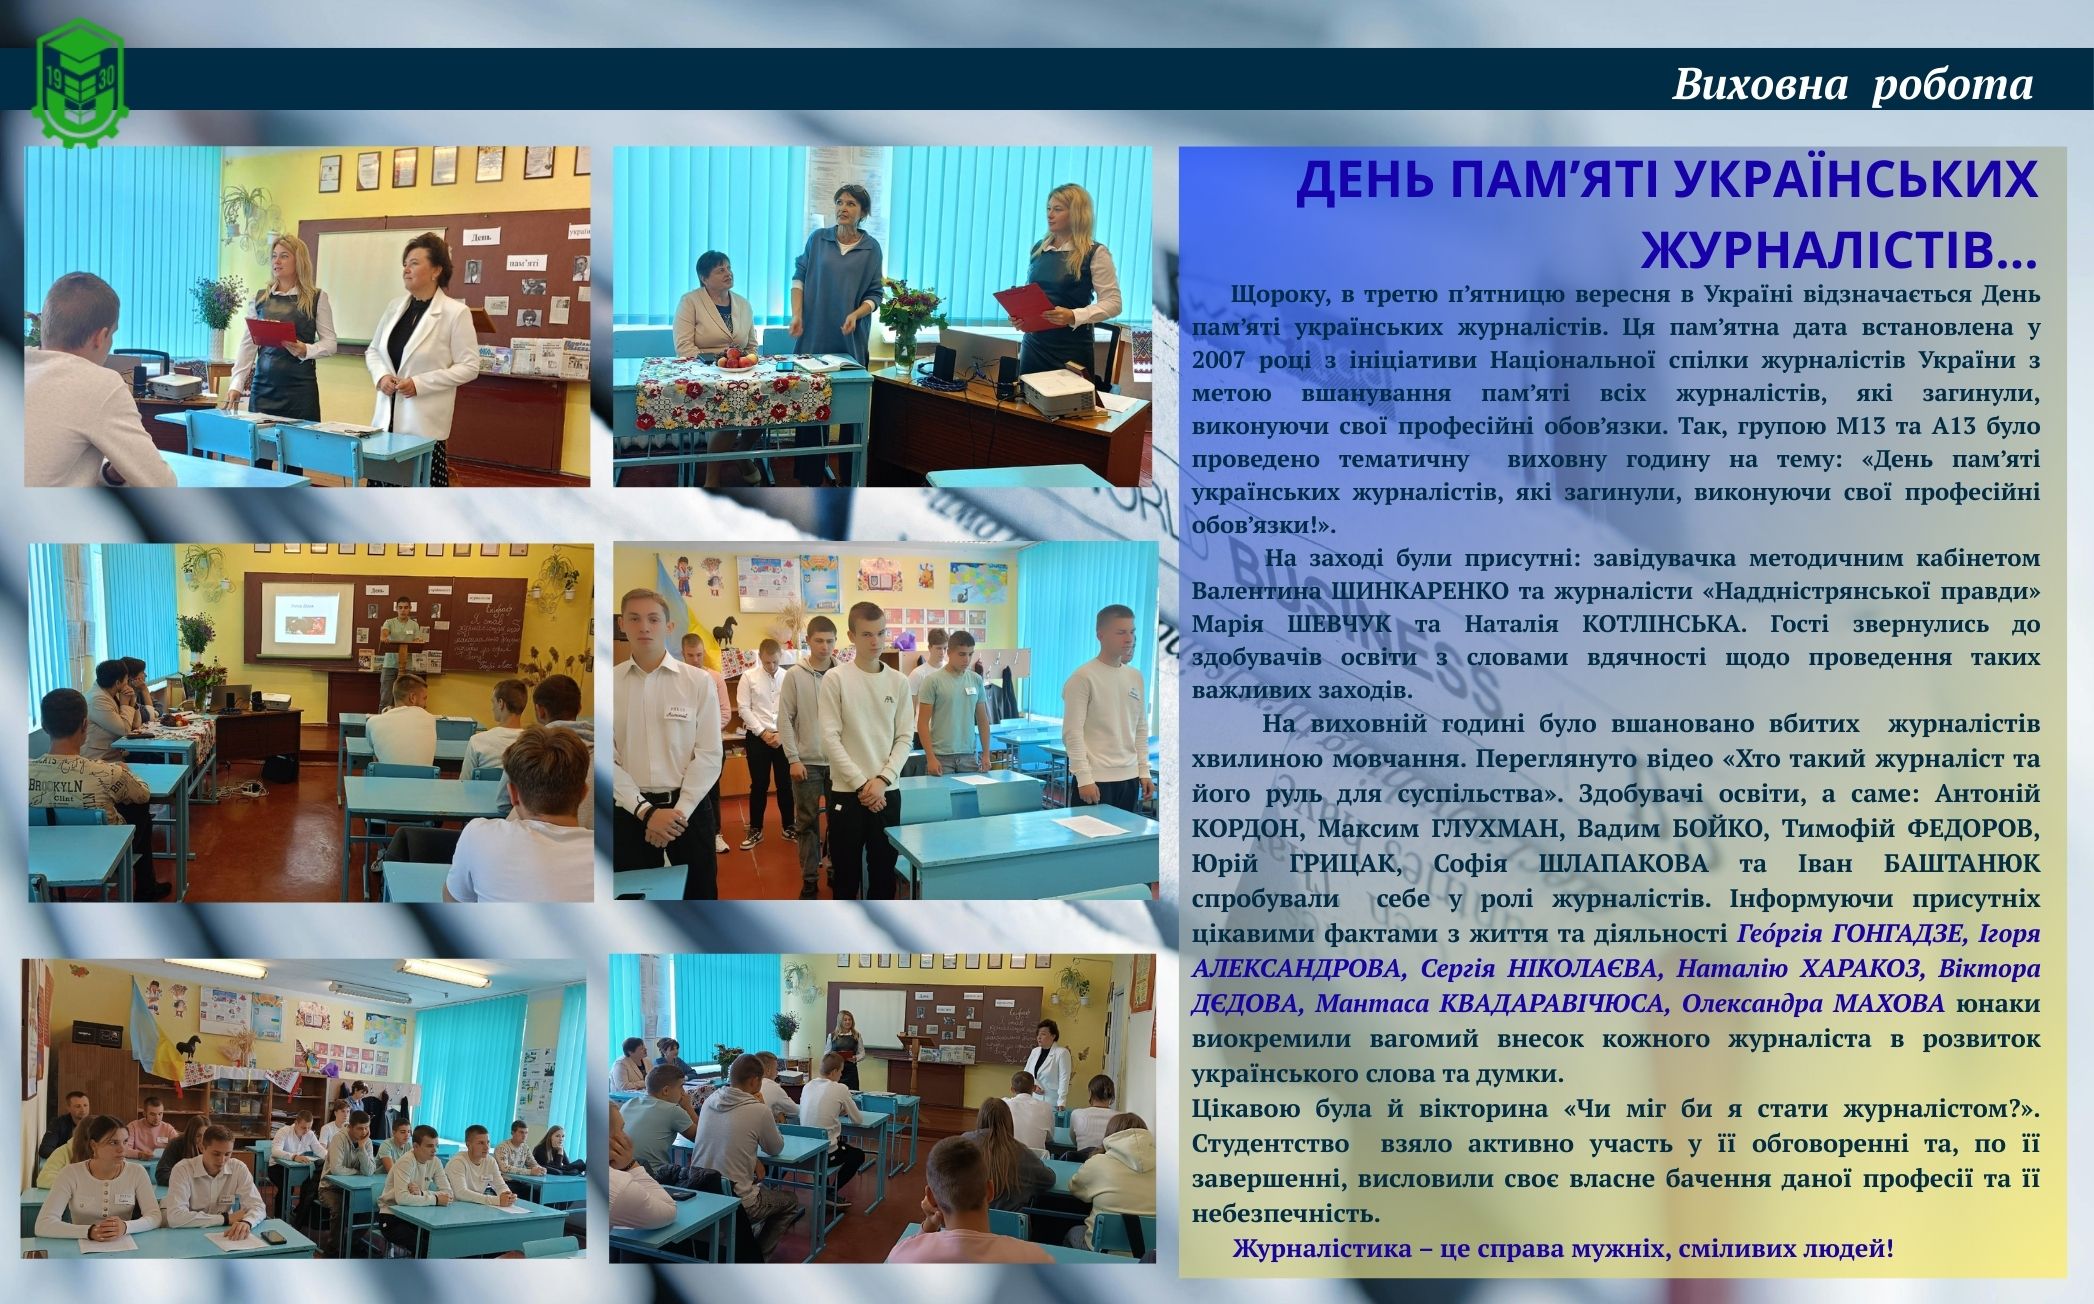 19 30
Виховна робота
ДЕНЬ ПАМ’ЯТІ УКРАЇНСЬКИХ
ЖУРНАЛІСТІВ...
Щороку, в третю п’ятницю вересня в Україні відзначається День
пам’яті українських журналістів. Ця пам’ятна дата встановлена у
2007 році з ініціативи Національної спілки журналістів України з
метою вшанування пам’яті всіх журналістів, які загинули,
виконуючи свої професійні обов’язки. Так, групою М13 та А13 було
проведено тематичну виховну годину на тему: «День пам’яті
українських журналістів, які загинули, виконуючи свої професійні
обов’язки!».
На заході були присутні: завідувачка методичним кабінетом
Валентина ШИНКАРЕНКО та журналісти «Наддністрянської правди»
Марія ШЕВЧУК та Наталія КОТЛІНСЬКА. Гості звернулись до
здобувачів освіти з словами вдячності щодо проведення таких
важливих заходів.
На виховній годині було вшановано вбитих журналістів
хвилиною мовчання. Переглянуто відео «Хто такий журналіст та
його руль для суспільства». Здобувачі освіти, а саме: Антоній
КОРДОН, Максим ГЛУХМАН, Вадим БОЙКО, Тимофій ФЕДОРОВ,
Юрій ГРИЦАК, Софія ШЛАПАКОВА та Іван БАШТАНЮК
спробували себе у ролі журналістів. Інформуючи присутніх
цікавими фактами з життя та діяльності Гео́ргія ГОНГАДЗЕ, Ігоря
АЛЕКСАНДРОВА, Сергія НІКОЛАЄВА, Наталію ХАРАКОЗ, Віктора
ДЄДОВА, Мантаса КВАДАРАВІЧЮСА, Олександра МАХОВА юнаки
виокремили вагомий внесок кожного журналіста в розвиток
українського слова та думки.
Цікавою була й вікторина «Чи міг би я стати журналістом?».
Студентство взяло активно участь у її обговоренні та, по її
завершенні, висловили своє власне бачення даної професії та її
небезпечність.
Журналістика – це справа мужніх, сміливих людей!
День
пам’яті
BROCKYLN
Clint
BUSINESS